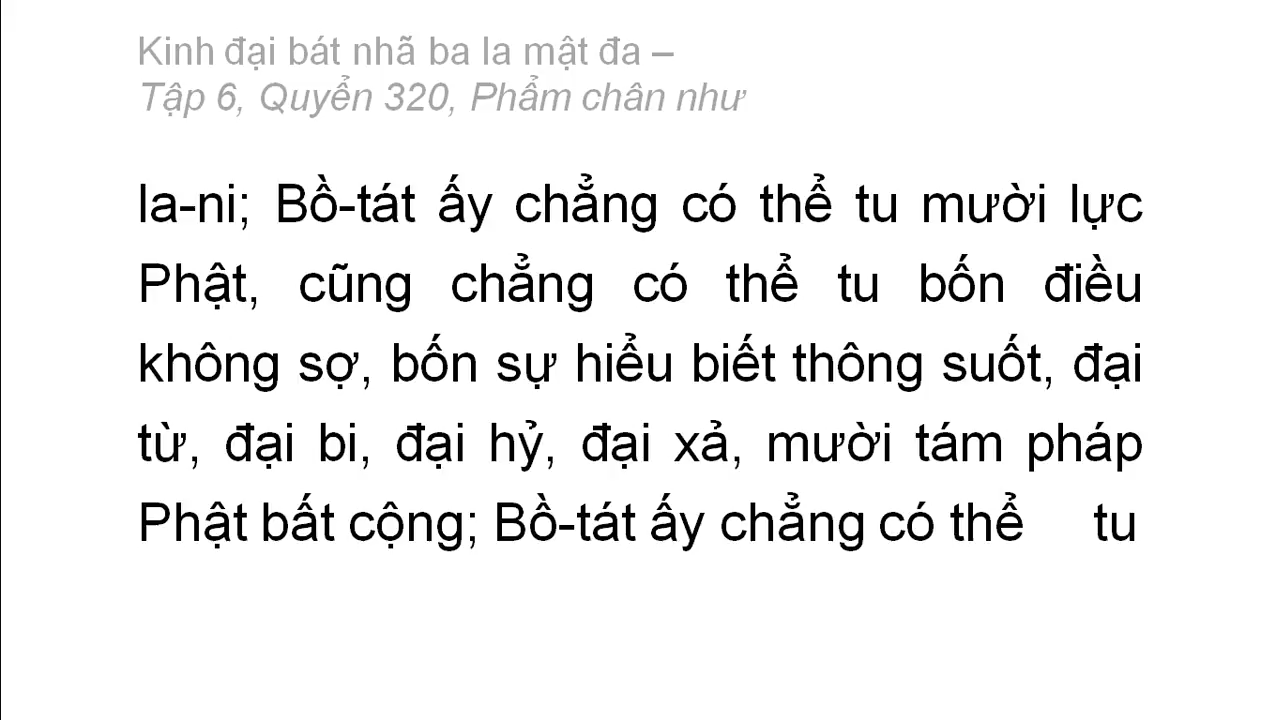 Kinh đại bát nhã ba la mật đa –
Tập 6, Quyển 320, Phẩm chân như
la-ni; Bồ-tát ấy chẳng có thể tu mười lực
Phật, cũng chẳng có thể tu bốn điều
không sợ, bốn sự hiểu biết thông suốt, đại
từ, đại bi, đại hỷ, đại xả, mười tám pháp
Phật bất cộng; Bồ-tát ấy chẳng có thể tu